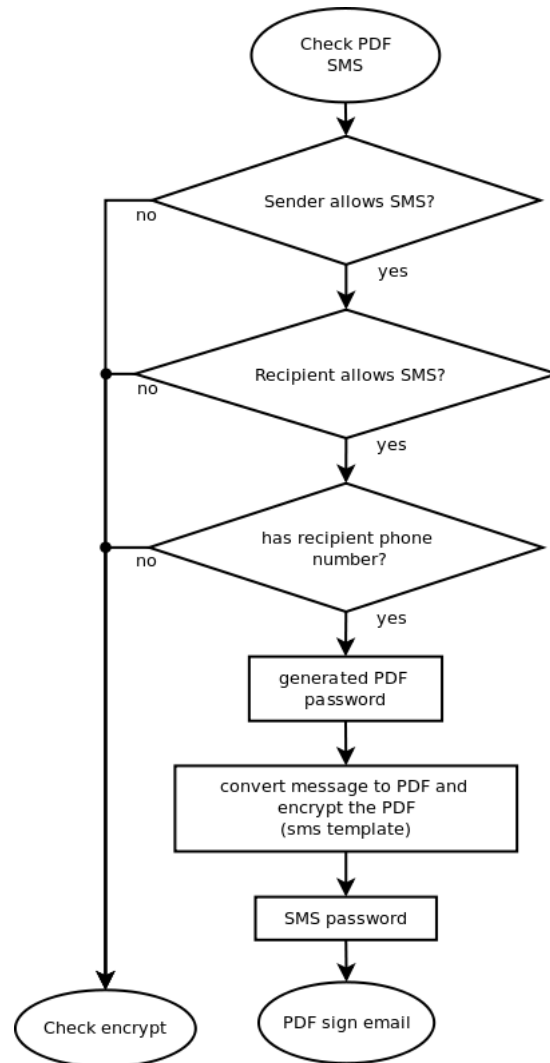 Check PDF
SMS
Sender allows SMS?
no
yes
Recipient allows SMS?
no
yes
has recipient phone
number?
no
yes
generated PDF
password
convert message to PDF and
encrypt the PDF
(sms template)
SMS password
Check encrypt
PDF sign email